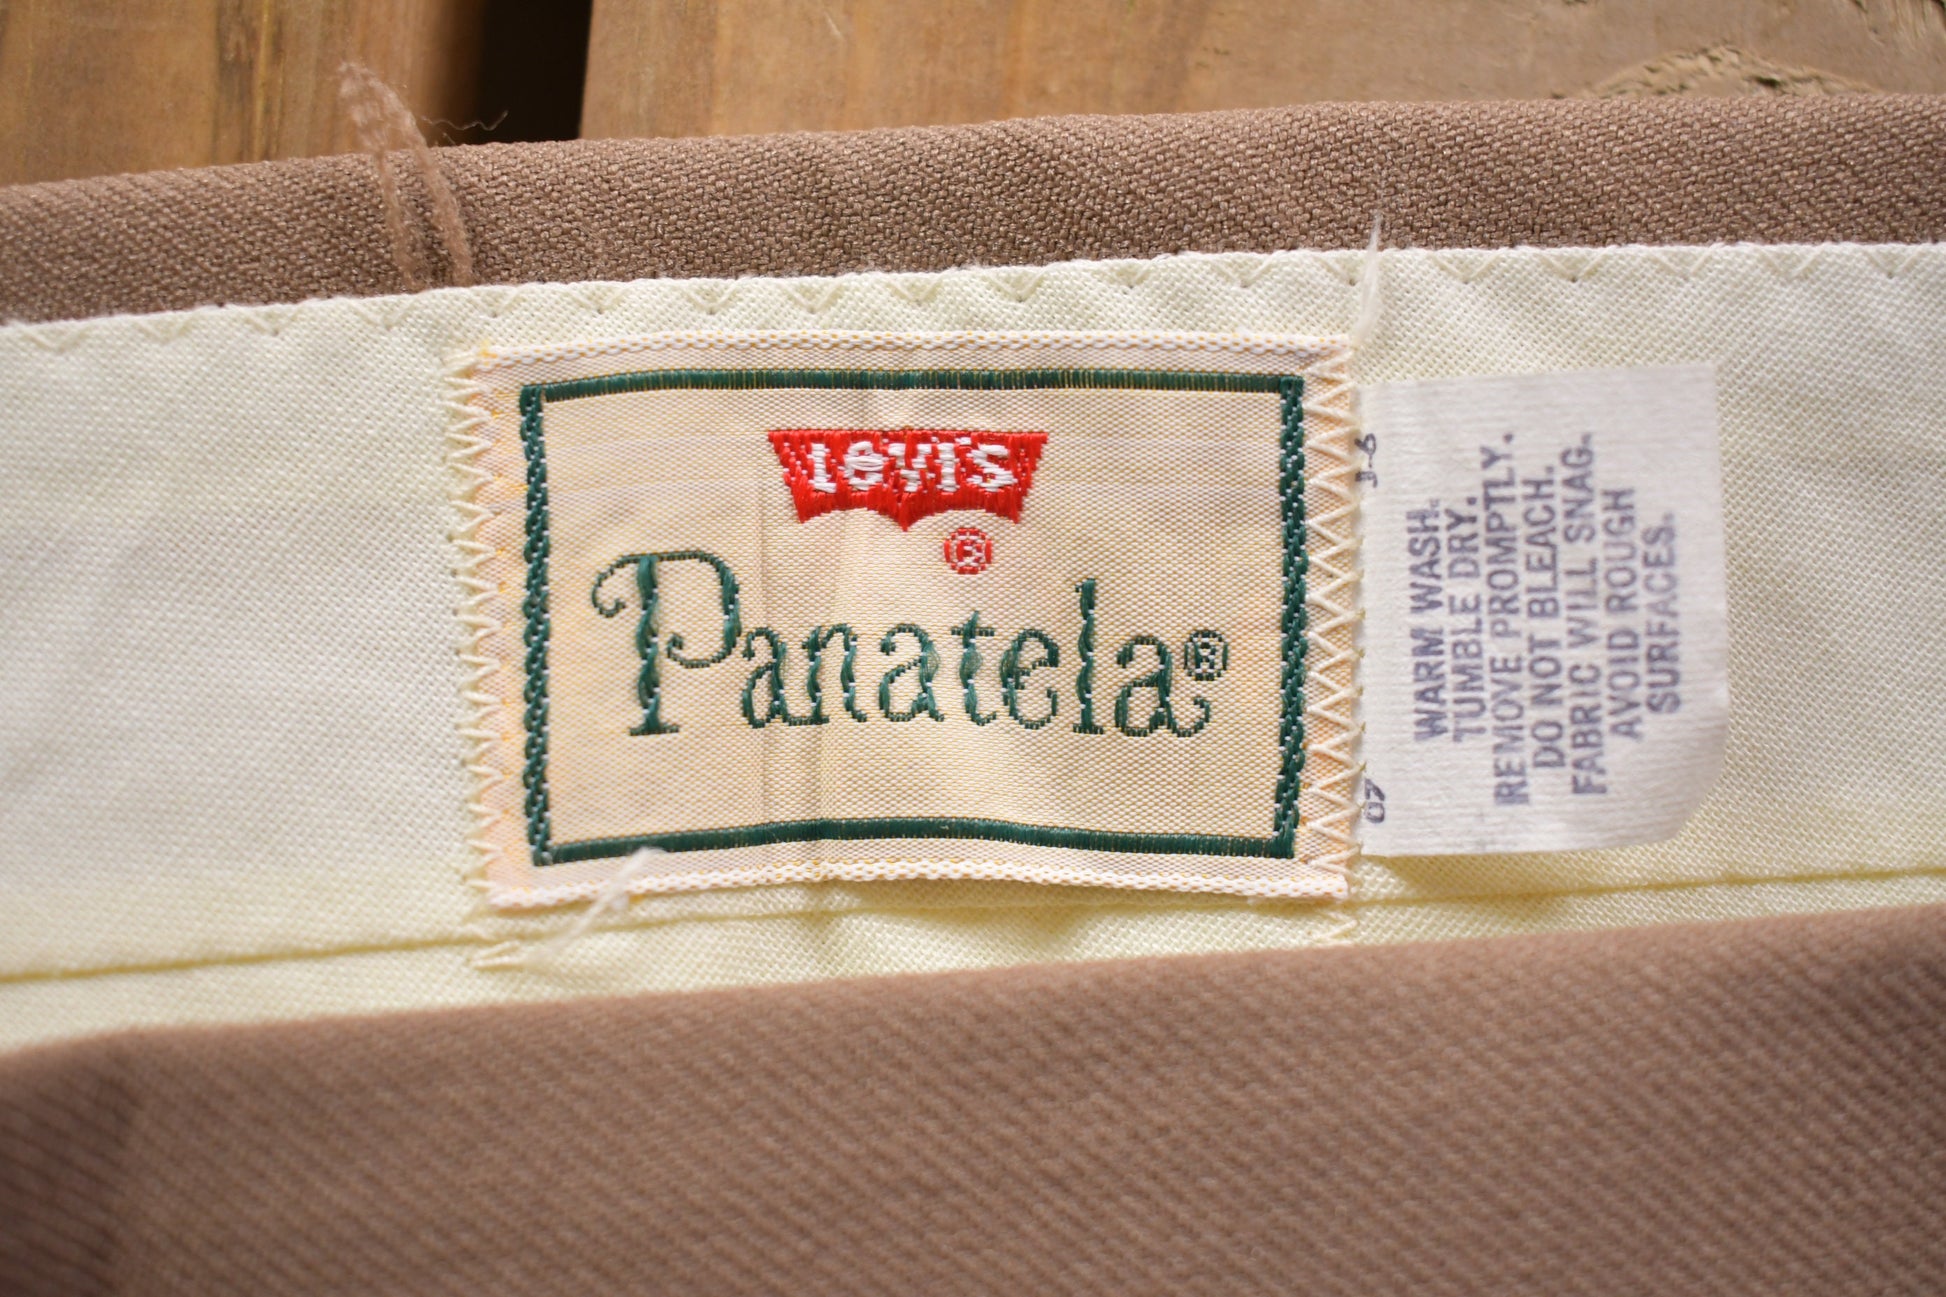 Levi's
®
Panatela®
WARM WASH.
TUMBLE DRY.
REMOVE PROMPTLY.
DO NOT BLEACH.
FABRIC WILL SNAG.
AVOID ROUGH
SURFACES.